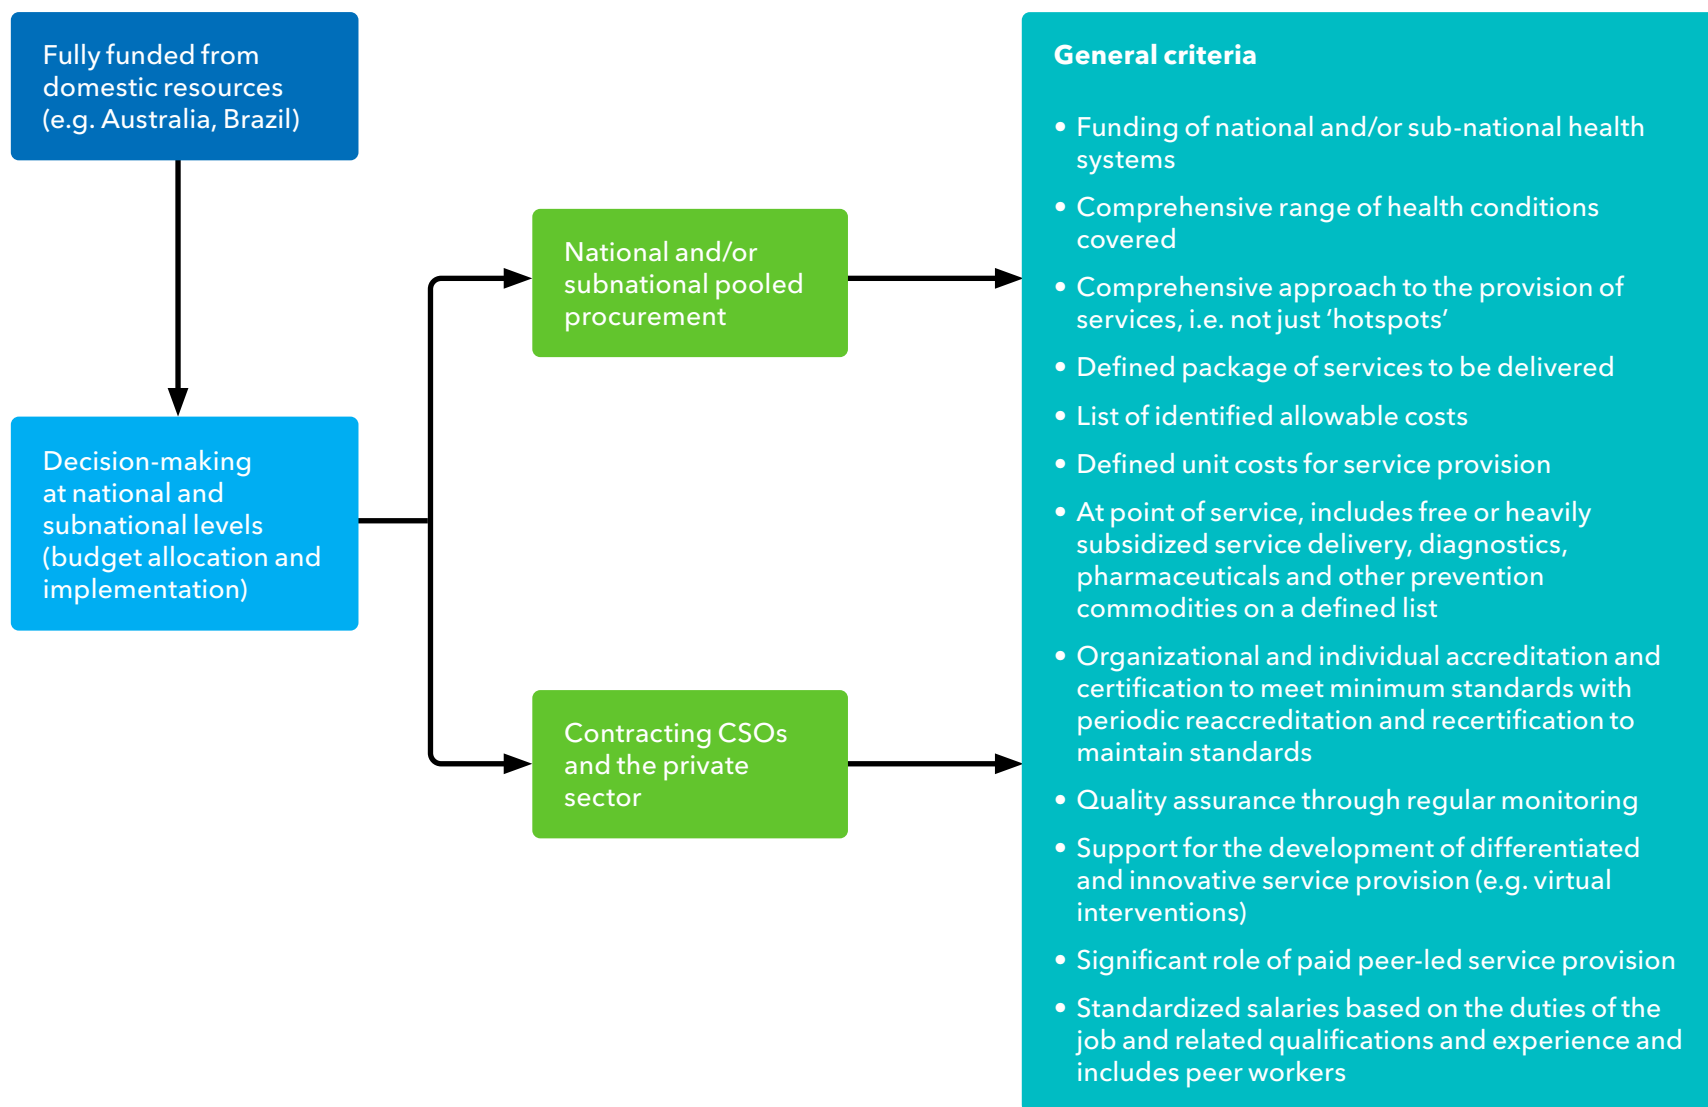 Fully funded from
domestic resources
(e.g. Australia, Brazil)
Decision-making
at national and
subnational levels
(budget allocation and
implementation)
National and/or
subnational pooled
procurement
Contracting CSOs
and the private
sector
General criteria
• Funding of national and/or sub-national health
systems
• Comprehensive range of health conditions
covered
• Comprehensive approach to the provision of
services, i.e. not just ‘hotspots’
• Defined package of services to be delivered
• List of identified allowable costs
• Defined unit costs for service provision
• At point of service, includes free or heavily
subsidized service delivery, diagnostics,
pharmaceuticals and other prevention
commodities on a defined list
• Organizational and individual accreditation and
certification to meet minimum standards with
periodic reaccreditation and recertification to
maintain standards
• Quality assurance through regular monitoring
• Support for the development of differentiated
and innovative service provision (e.g. virtual
interventions)
• Significant role of paid peer-led service provision
• Standardized salaries based on the duties of the
job and related qualifications and experience and
includes peer workers